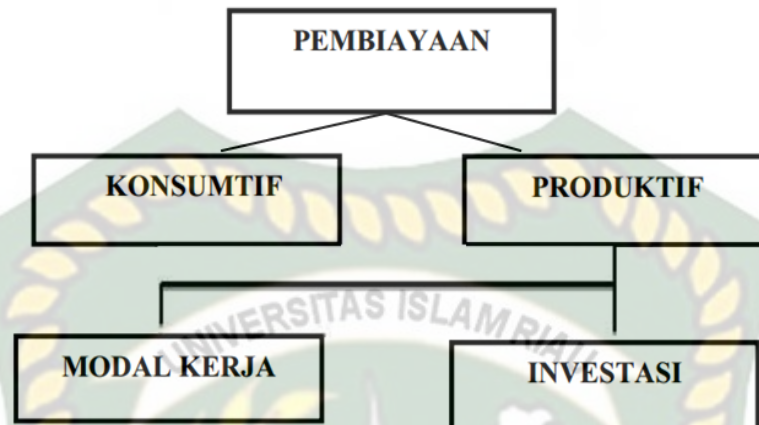 PEMBIAYAAN
KONSUMTIF
PRODUKTIF
UNIVERSITAS ISLAM RIAU
MODAL KERJA
INVESTASI